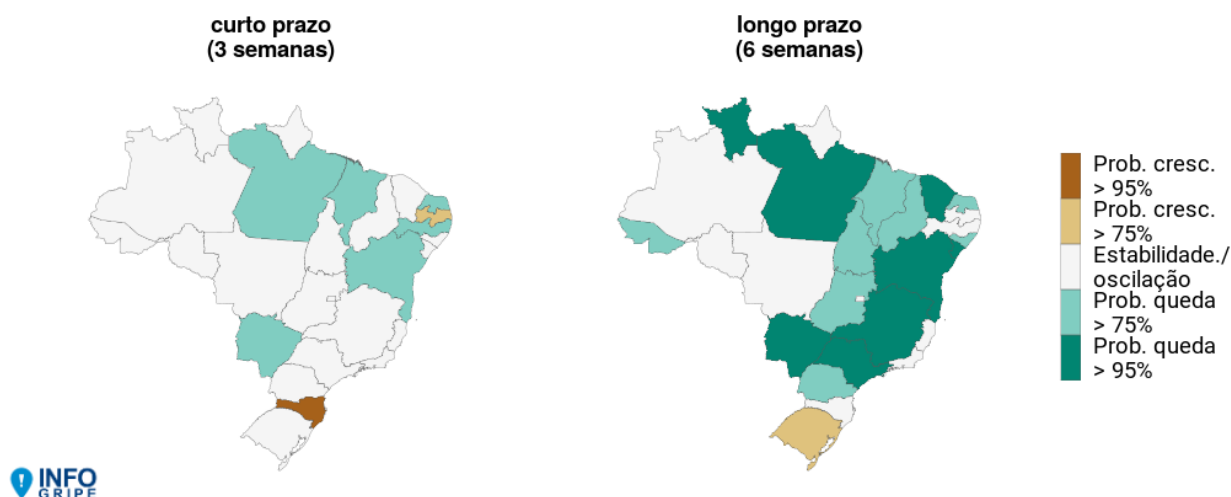 curto prazo
(3 semanas)
longo prazo
(6 semanas)
Prob. cresc.
> 95%
Prob. cresc.
> 75%
Estabilidade./
oscilação
Prob. queda
> 75%
Prob. queda
> 95%
INFO
GRIPE